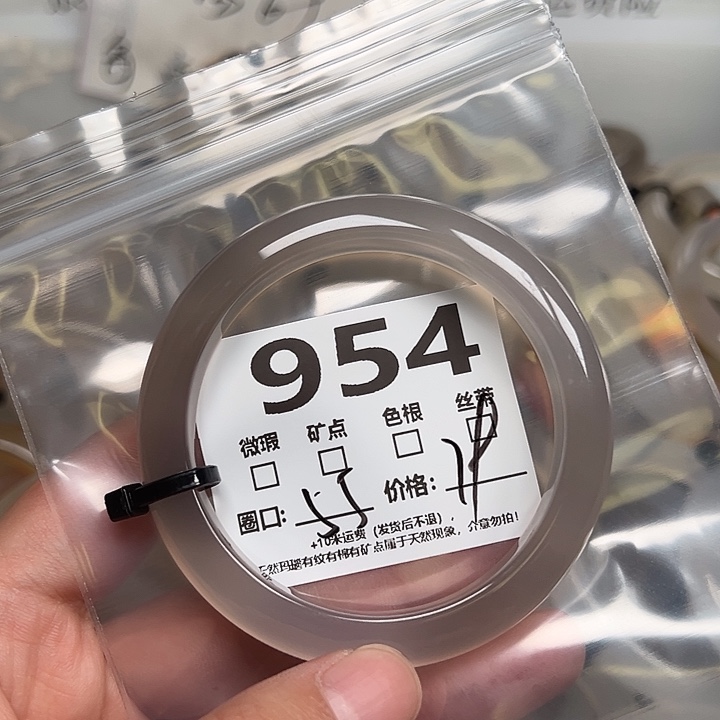 954
微瑕 矿点 色根 丝带
圈口: 55 价格:
+10米运费（发货后不退），
天然玛瑙有纹有棉有矿点属于天然现象，介意勿拍！